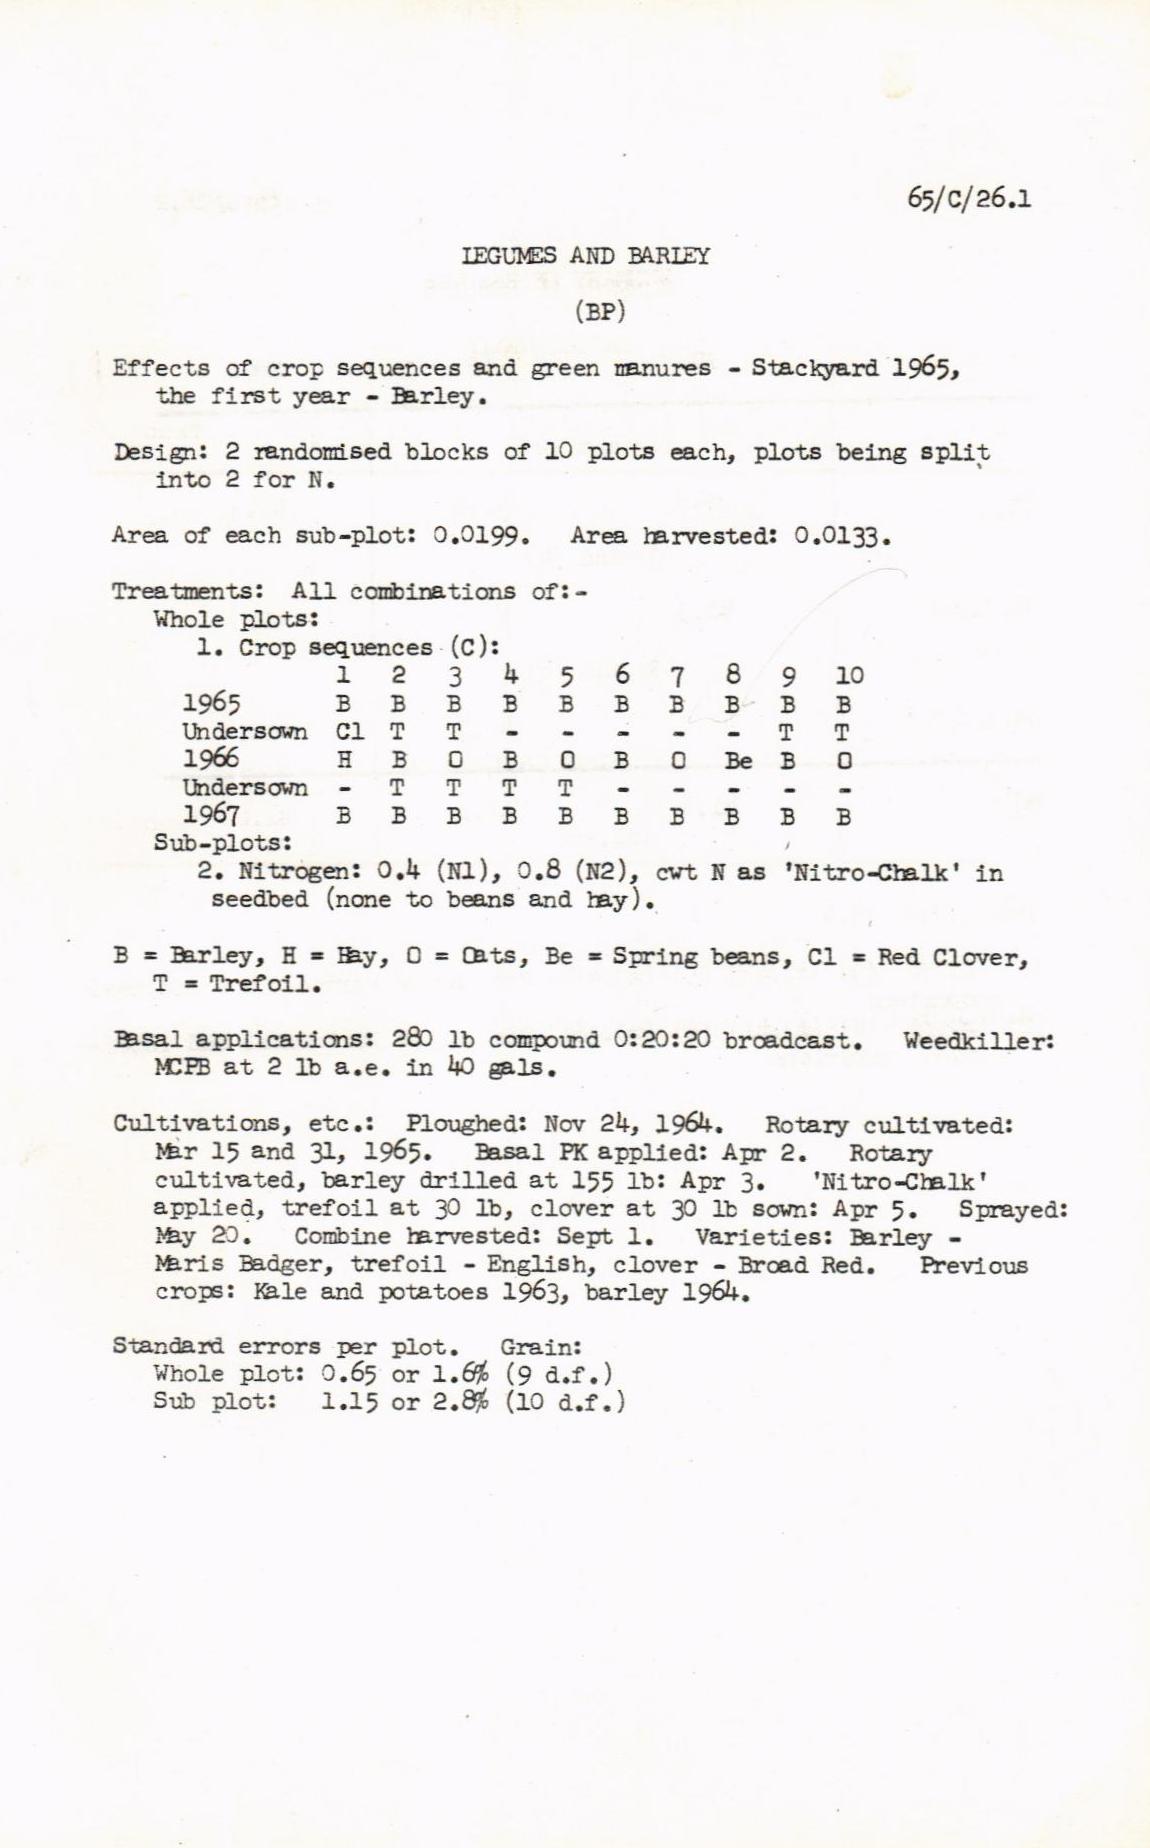 65/C/26.1
LEGUMES AND BARLEY
(BP)
Effects of crop sequences and green manures - Stackyard 1965,
the first year - Barley.
Design: 2 randomised blocks of 10 plots each, plots being split
into 2 for N.
Area of each sub-plot: 0.0199. Area harvested: 0.0133.
Treatments: All combinations of:-
Whole plots:
1. Crop sequences (C):
1 2 3 4 5 6 7 8 9 10
1965 B B B B B B B B B B
Undersown Cl T T - - - - - T T
1966 H B O B O B O Be B O
Undersown - T T T T - - - - -
1967 B B B B B B B B B B
Sub-plots:
2. Nitrogen: 0.4 (N1), 0.8 (N2), cwt N as 'Nitro-Chalk' in
seedbed (none to beans and hay).
B = Barley, H = Hay, O = Oats, Be = Spring beans, Cl = Red Clover,
T = Trefoil.
Basal applications: 280 lb compound 0:20:20 broadcast. Weedkiller:
MCPB at 2 lb a.e. in 40 gals.
Cultivations, etc.: Ploughed: Nov 24, 1964. Rotary cultivated:
Mar 15 and 31, 1965. Basal PK applied: Apr 2. Rotary
cultivated, barley drilled at 155 lb: Apr 3. 'Nitro-Chalk'
applied, trefoil at 30 lb, clover at 30 lb sown: Apr 5. Sprayed:
May 20. Combine harvested: Sept 1. Varieties: Barley -
Maris Badger, trefoil - English, clover - Broad Red. Previous
crops: Kale and potatoes 1963, barley 1964.
Standard errors per plot. Grain:
Whole plot: 0.65 or 1.6% (9 d.f.)
Sub plot: 1.15 or 2.8% (10 d.f.)